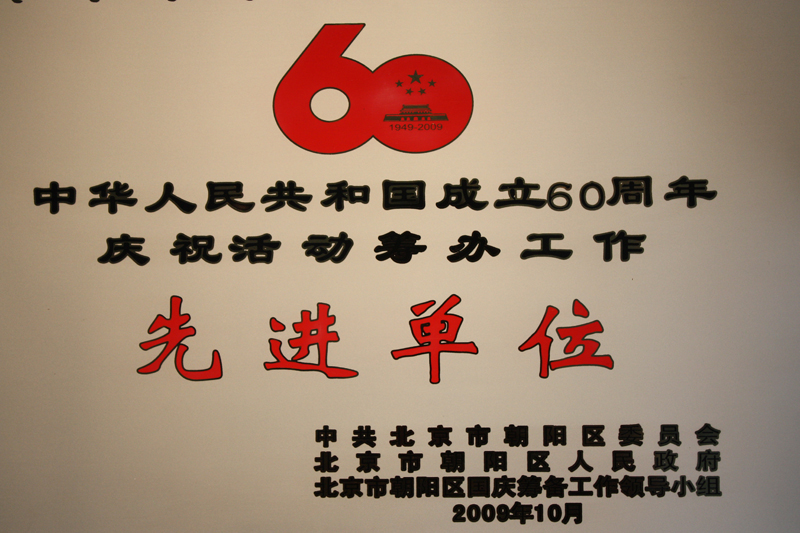 60
1949-2009
中华人民共和国成立60周年
庆祝活动筹办工作
先进单位
中共北京市朝阳区委员会
北京市朝阳区人民政府
北京市朝阳区国庆筹备工作领导小组
2009年10月